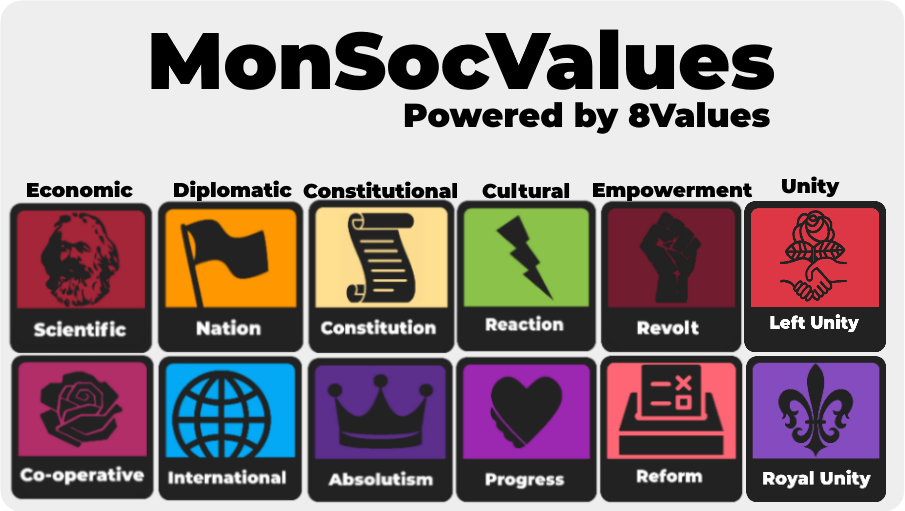 MonSocValues
Powered by 8Values
Economic Diplomatic Constitutional Cultural Empowerment Unity
Scientific Nation Constitution Reaction Revolt Left Unity
Co-operative International Absolutism Progress Reform Royal Unity